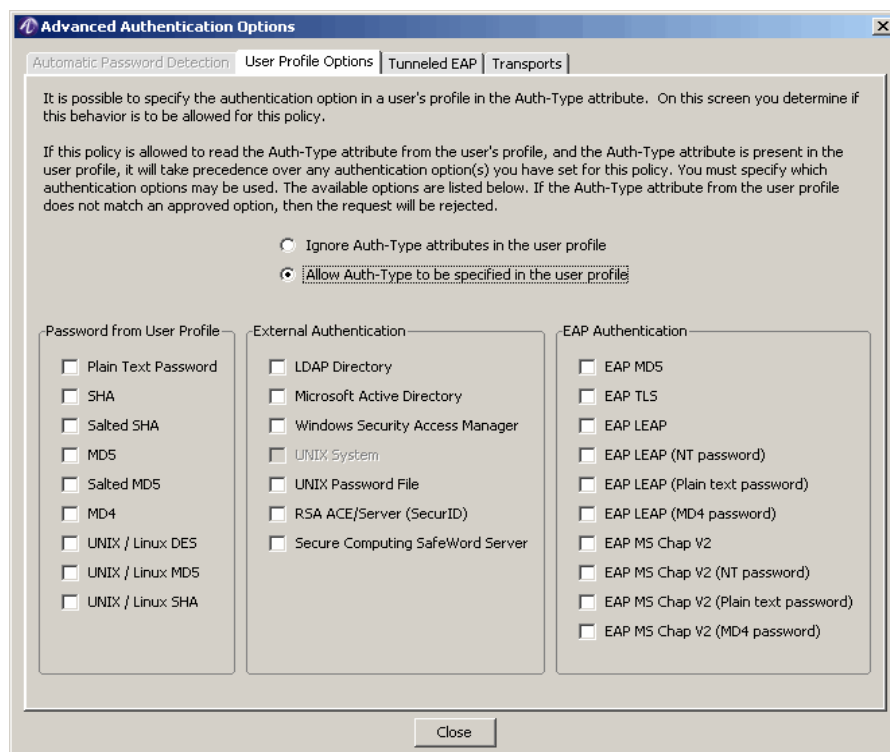 Advanced Authentication Options
Automatic Password Detection
User Profile Options
Tunneled EAP
Transports
It is possible to specify the authentication option in a user's profile in the Auth-Type attribute.  On this screen you determine if
this behavior is to be allowed for this policy.
If this policy is allowed to read the Auth-Type attribute from the user's profile, and the Auth-Type attribute is present in the
user profile, it will take precedence over any authentication option(s) you have set for this policy. You must specify which
authentication options may be used. The available options are listed below. If the Auth-Type attribute from the user profile
does not match an approved option, then the request will be rejected.
Ignore Auth-Type attributes in the user profile
Allow Auth-Type to be specified in the user profile
Password from User Profile
Plain Text Password
SHA
Salted SHA
MD5
Salted MD5
MD4
UNIX / Linux DES
UNIX / Linux MD5
UNIX / Linux SHA
External Authentication
LDAP Directory
Microsoft Active Directory
Windows Security Access Manager
UNIX System
UNIX Password File
RSA ACE/Server (SecurID)
Secure Computing SafeWord Server
EAP Authentication
EAP MD5
EAP TLS
EAP LEAP
EAP LEAP (NT password)
EAP LEAP (Plain text password)
EAP LEAP (MD4 password)
EAP MS Chap V2
EAP MS Chap V2 (NT password)
EAP MS Chap V2 (Plain text password)
EAP MS Chap V2 (MD4 password)
Close